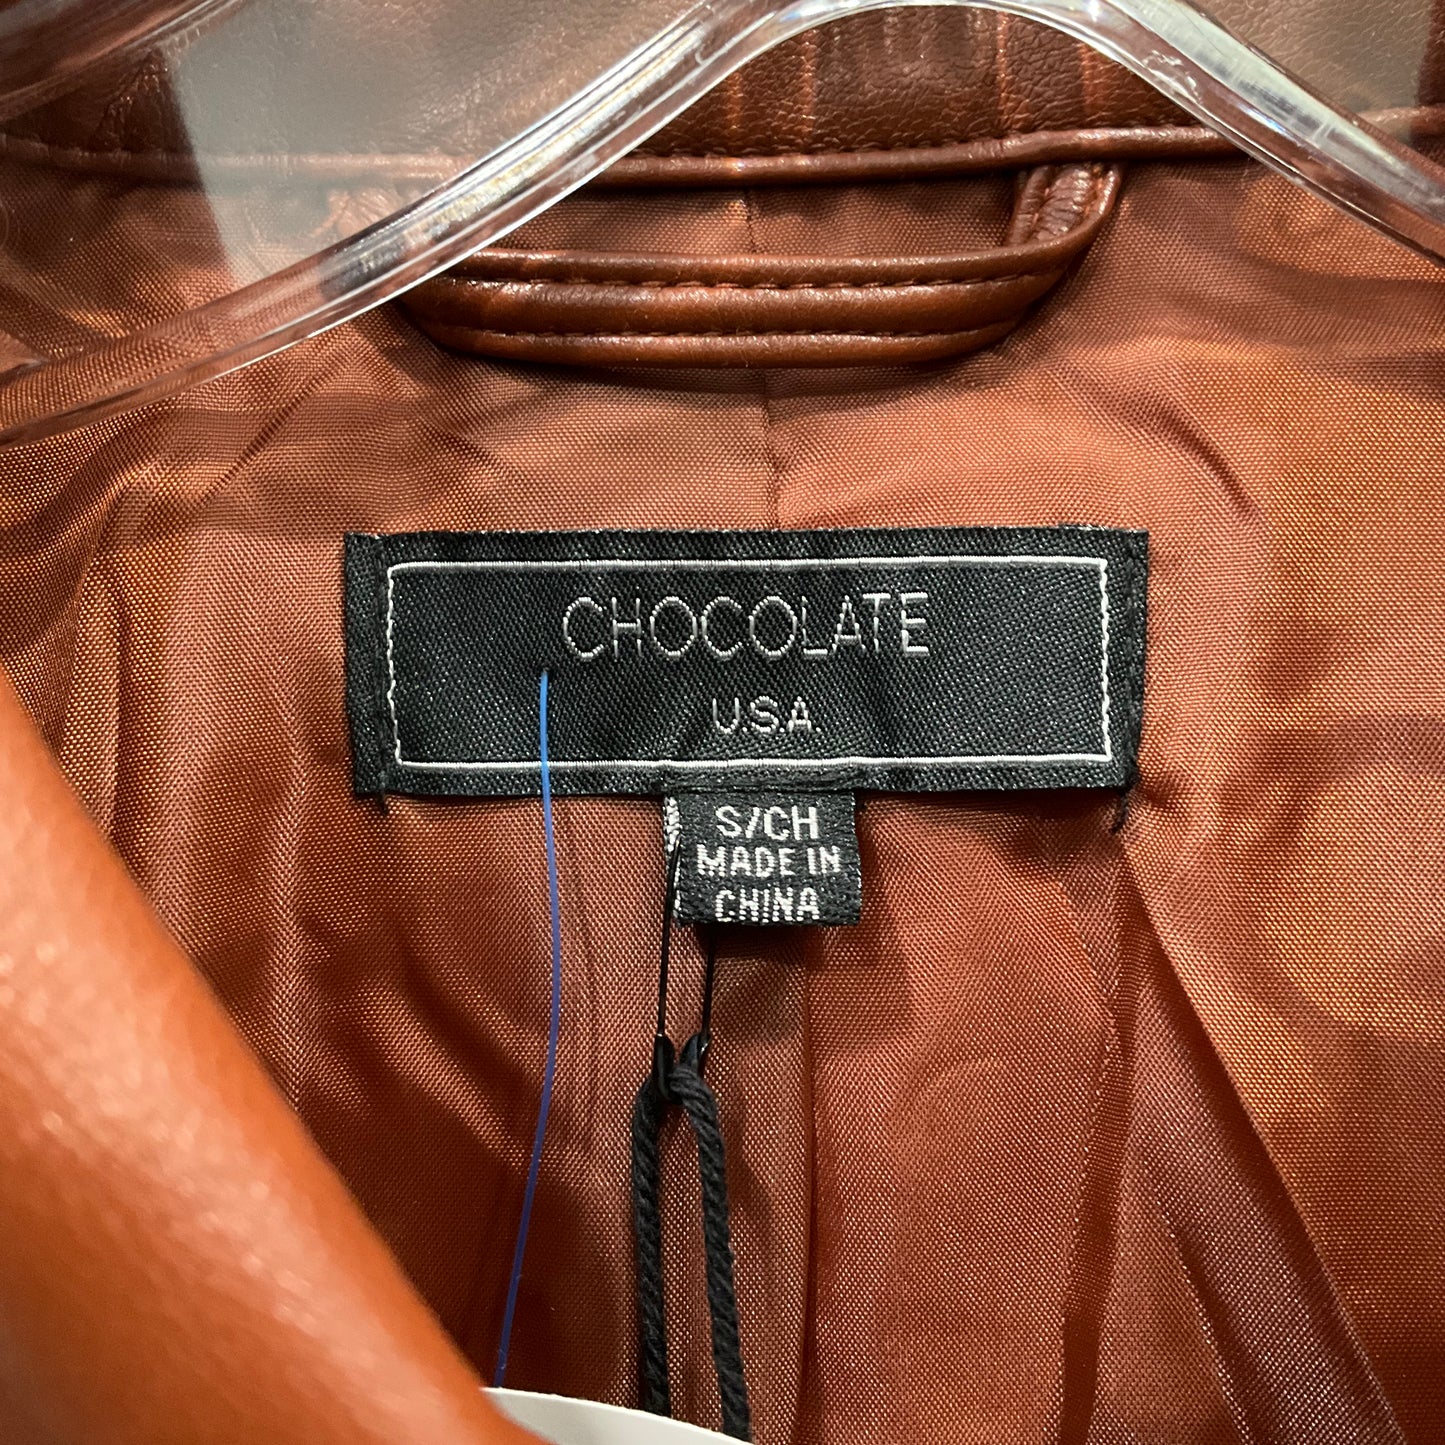 CHOCOLATE
U.S.A.
S/CH
MADE IN
CHINA